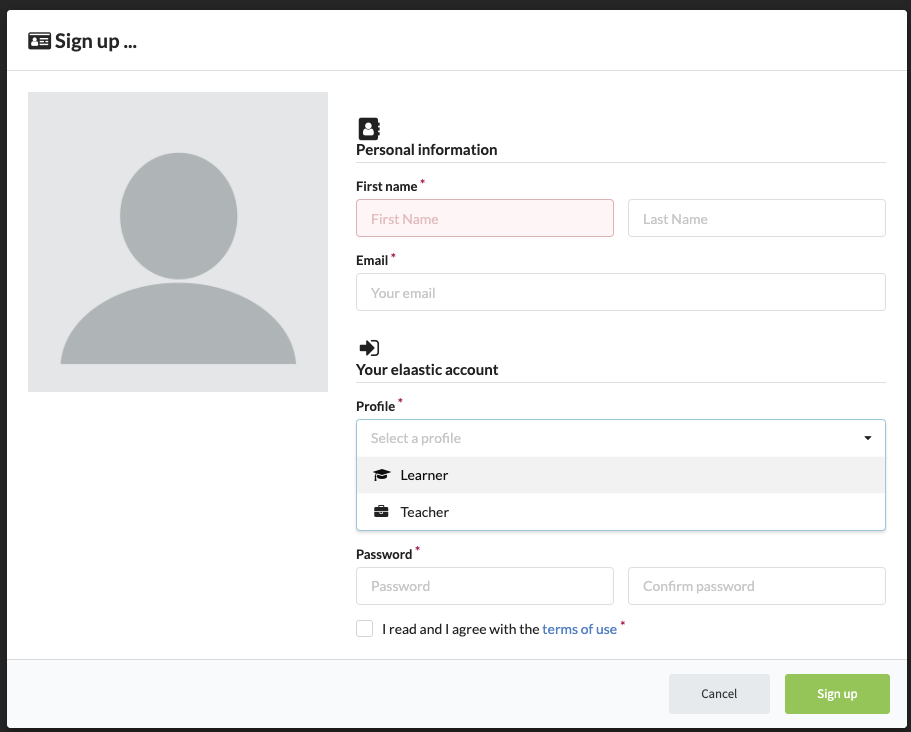 Sign up ...
Personal information
First name *
First Name
Last Name
Email *
Your email
Your elaastic account
Profile *
Select a profile
Learner
Teacher
Password *
Password
Confirm password
I read and I agree with the terms of use *
Cancel
Sign up